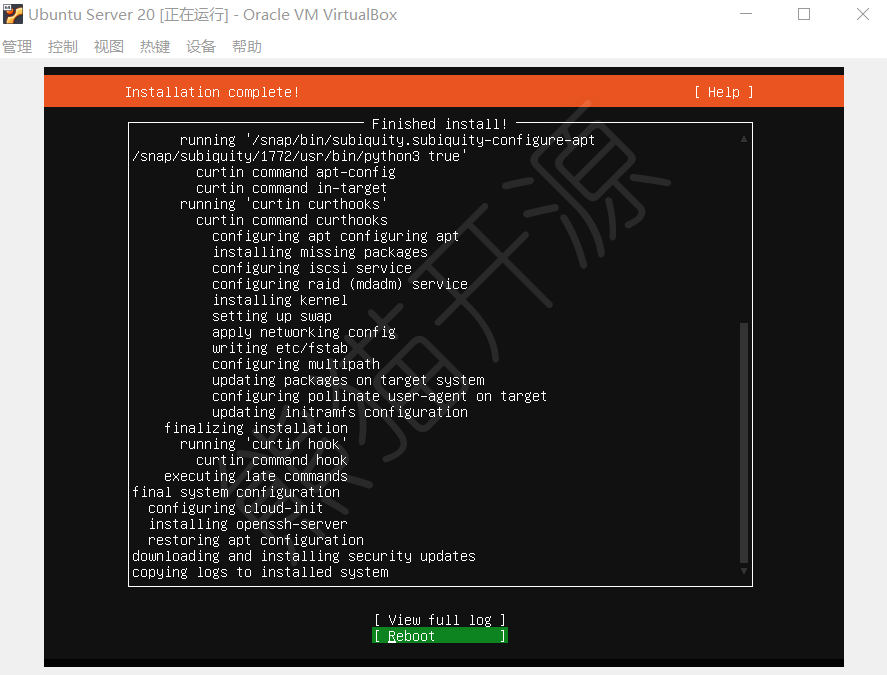 Ubuntu Server 20 [正在运行] - Oracle VM VirtualBox
管理 控制 视图 热键 设备 帮助
Installation complete! [ Help ]
Finished install!
running '/snap/bin/subiquity.subiquity-configure-apt
/snap/subiquity/1772/usr/bin/python3 true'
curtin command apt-config
curtin command in-target
running 'curtin curthooks'
curtin command curthooks
configuring apt configuring apt
installing missing packages
configuring iscsi service
configuring raid (mdadm) service
installing kernel
setting up swap
apply networking config
writing etc/fstab
configuring multipath
updating packages on target system
configuring pollinate user-agent on target
updating initramfs configuration
finalizing installation
running 'curtin hook'
curtin command hook
executing late commands
final system configuration
configuring cloud-init
installing openssh-server
restoring apt configuration
downloading and installing security updates
copying logs to installed system
[ View full log ]
[ Reboot ]
熊猫开源